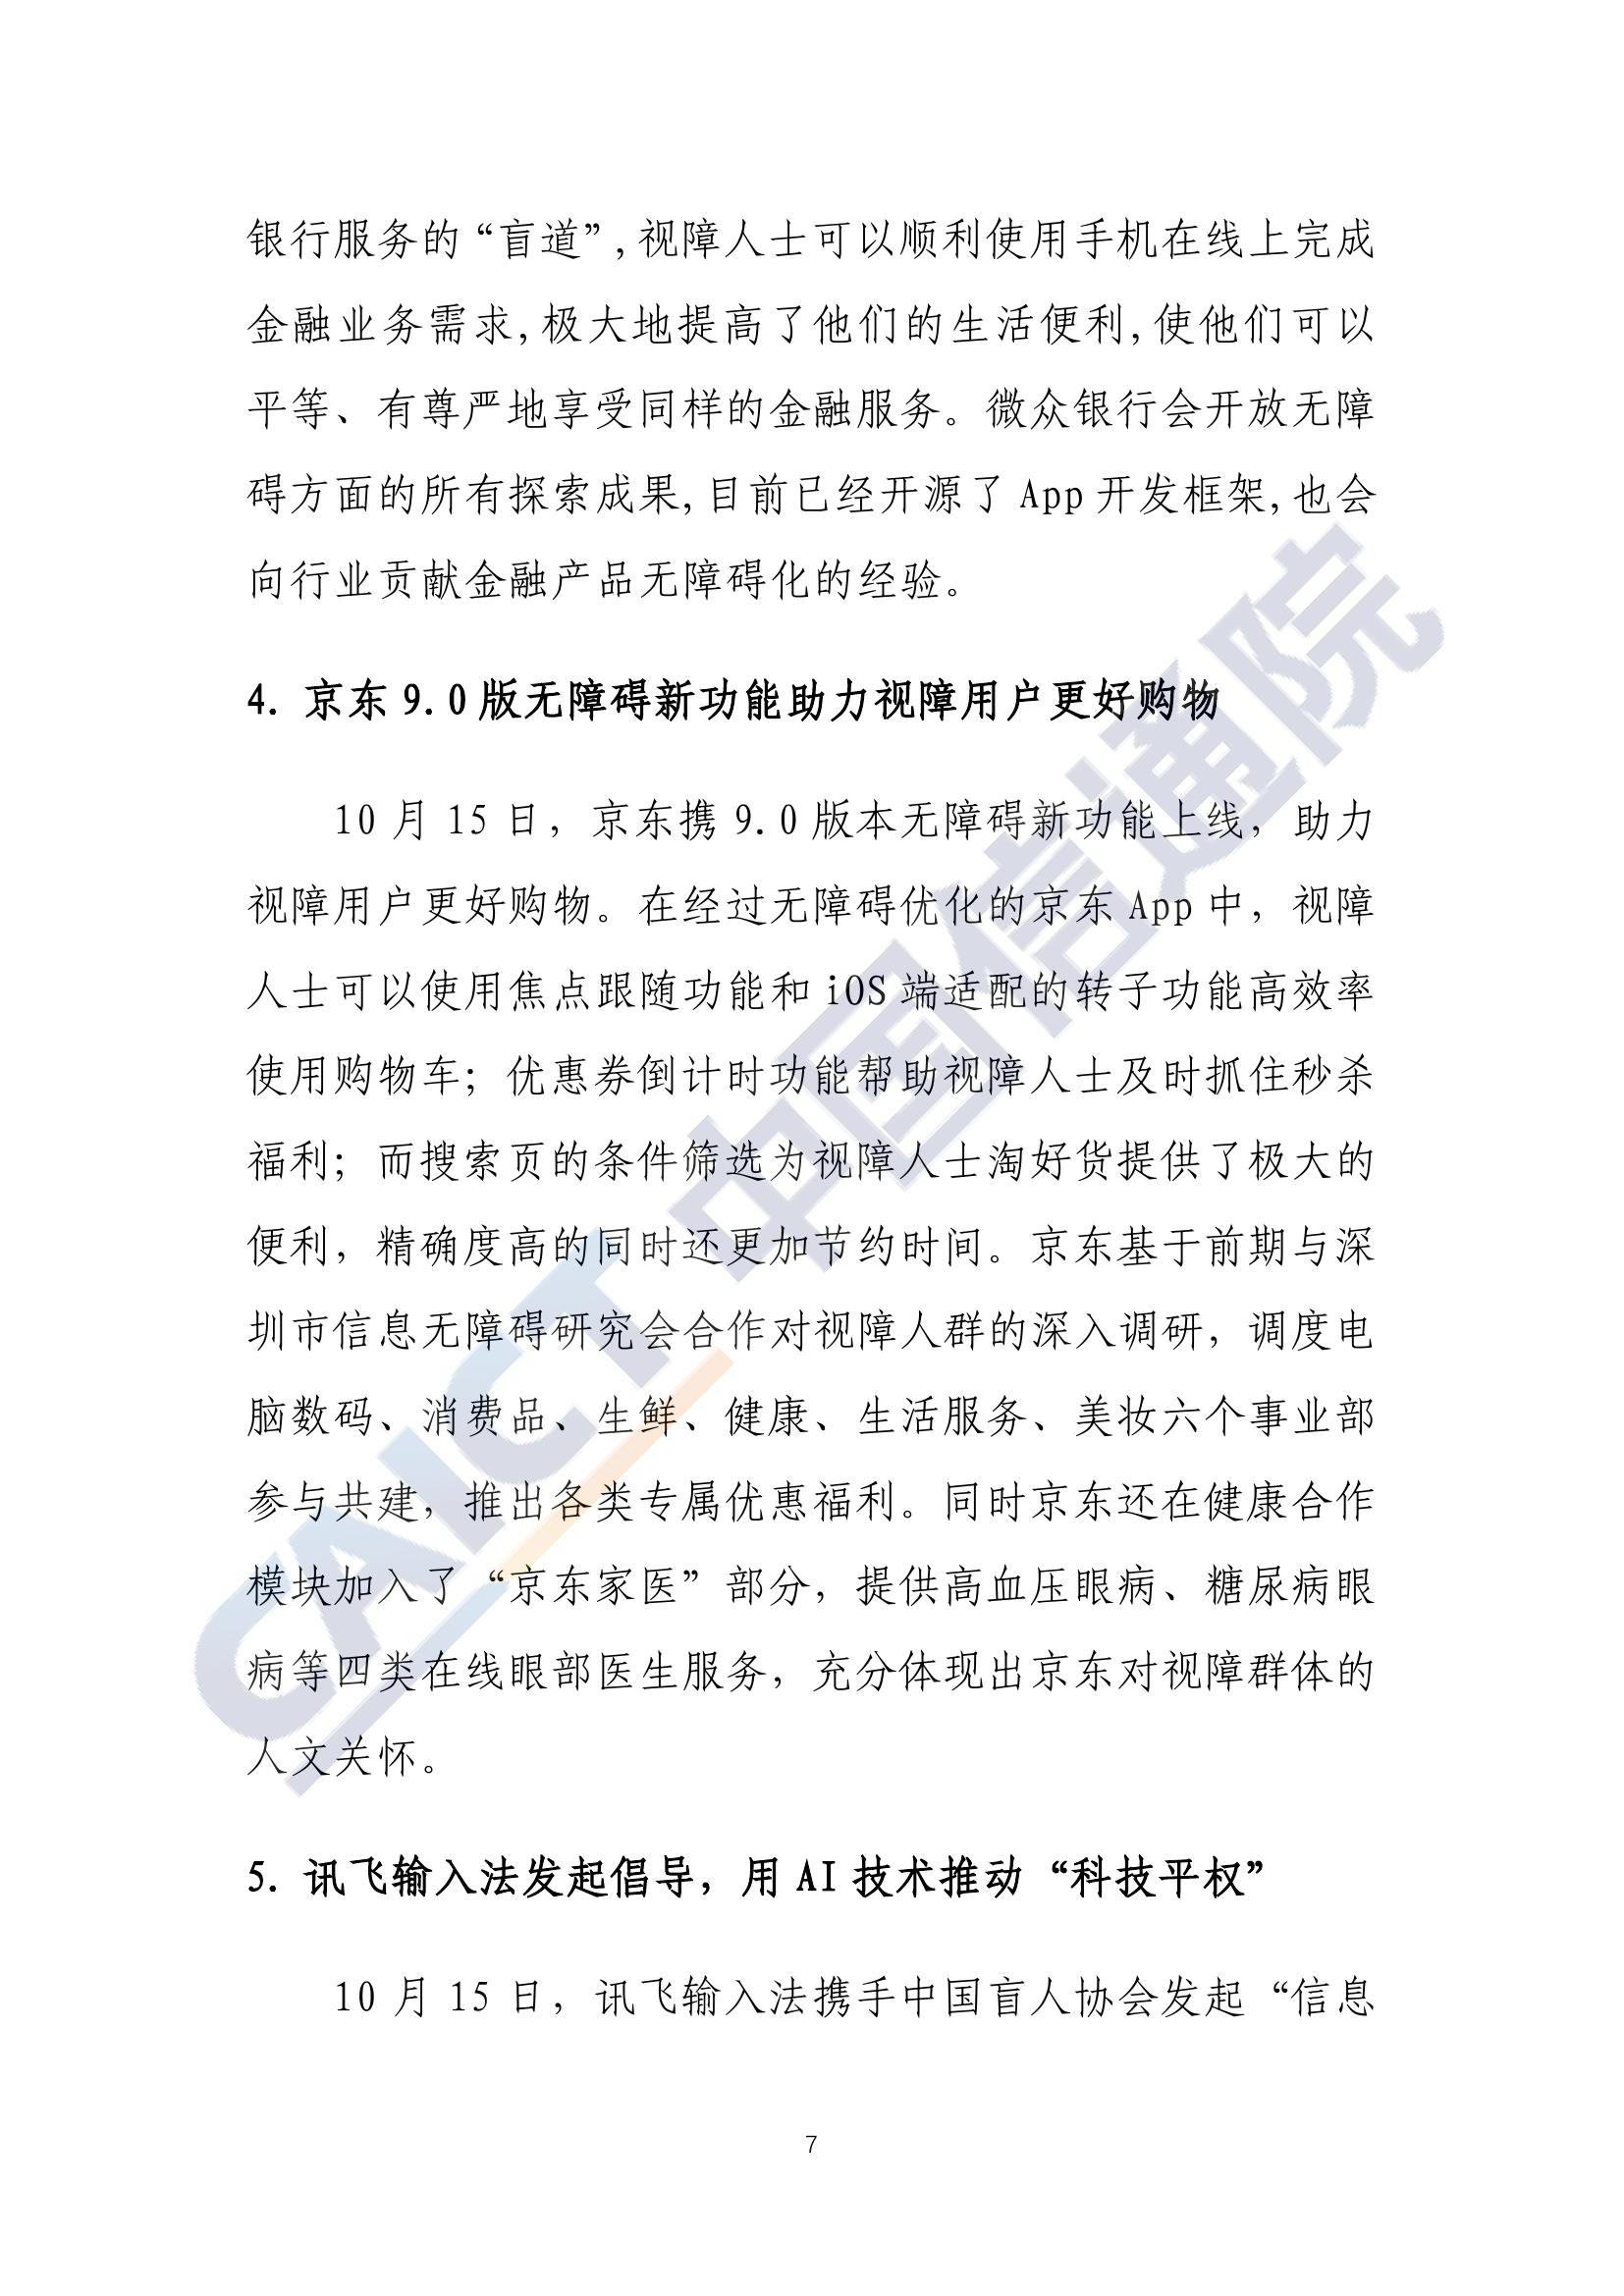 银行服务的“盲道”,视障人士可以顺利使用手机在线上完成
金融业务需求,极大地提高了他们的生活便利,使他们可以
平等、有尊严地享受同样的金融服务。微众银行会开放无障
碍方面的所有探索成果,目前已经开源了 App 开发框架,也会
向行业贡献金融产品无障碍化的经验。
4. 京东 9.0 版无障碍新功能助力视障用户更好购物
10 月 15 日，京东携 9.0 版本无障碍新功能上线，助力
视障用户更好购物。在经过无障碍优化的京东 App 中，视障
人士可以使用焦点跟随功能和 iOS 端适配的转子功能高效率
使用购物车；优惠券倒计时功能帮助视障人士及时抓住秒杀
福利；而搜索页的条件筛选为视障人士淘好货提供了极大的
便利，精确度高的同时还更加节约时间。京东基于前期与深
圳市信息无障碍研究会合作对视障人群的深入调研，调度电
脑数码、消费品、生鲜、健康、生活服务、美妆六个事业部
参与共建，推出各类专属优惠福利。同时京东还在健康合作
模块加入了“京东家医”部分，提供高血压眼病、糖尿病眼
病等四类在线眼部医生服务，充分体现出京东对视障群体的
人文关怀。
5. 讯飞输入法发起倡导，用 AI 技术推动“科技平权”
10 月 15 日，讯飞输入法携手中国盲人协会发起“信息
7
CAICT 中国信通院